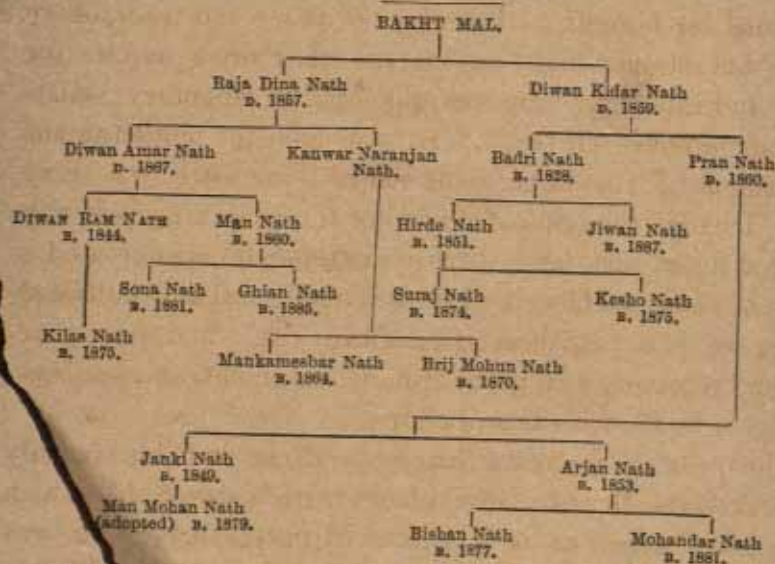 BAKHT MAL.
Raja Dina Nath
D. 1857.
Diwan Kidar Nath
D. 1859.
Diwan Amar Nath
D. 1867.
Kanwar Naranjan
Nath.
Badri Nath
B. 1828.
Pran Nath
D. 1860.
DIWAN RAM NATH
B. 1844.
Man Nath
B. 1860.
Hirde Nath
B. 1851.
Jiwan Nath
B. 1887.
Sona Nath
B. 1881.
Ghian Nath
B. 1885.
Suraj Nath
B. 1874.
Kesho Nath
B. 1875.
Kilas Nath
B. 1875.
Mankamesbar Nath
B. 1864.
Brij Mohun Nath
B. 1870.
Janki Nath
B. 1849.
Arjan Nath
B. 1853.
Man Mohan Nath
(adopted) B. 1879.
Bishan Nath
B. 1877.
Mohandar Nath
B. 1881.